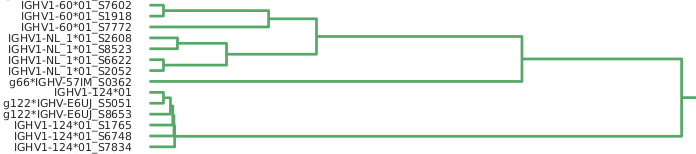 IGHV1-60*01_S7602
IGHV1-60*01_S1918
IGHV1-60*01_S7772
IGHV1-NL_1*01_S2608
IGHV1-NL_1*01_S8523
IGHV1-NL_1*01_S6622
IGHV1-NL_1*01_S2052
g66*IGHV-57IM_S0362
IGHV1-124*01
g122*IGHV-E6UJ_S5051
g122*IGHV-E6UJ_S8653
IGHV1-124*01_S1765
IGHV1-124*01_S6748
IGHV1-124*01_S7834